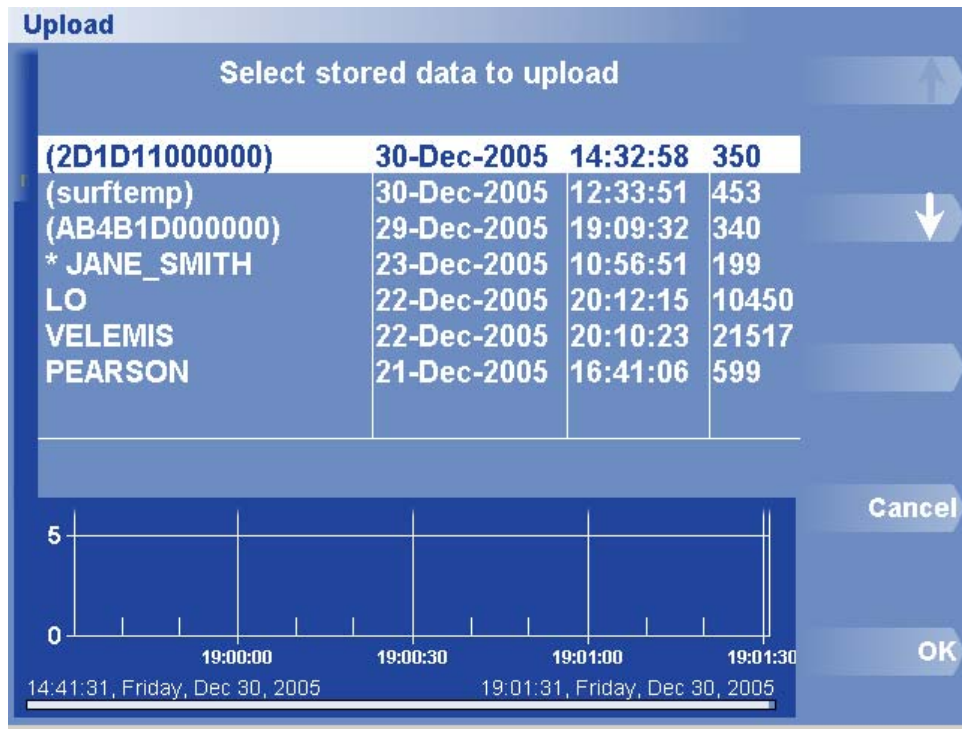 Upload
Select stored data to upload
(2D1D11000000) 30-Dec-2005 14:32:58 350
(surftemp) 30-Dec-2005 12:33:51 453
(AB4B1D000000) 29-Dec-2005 19:09:32 340
* JANE_SMITH 23-Dec-2005 10:56:51 199
LO 22-Dec-2005 20:12:15 10450
VELEMIS 22-Dec-2005 20:10:23 21517
PEARSON 21-Dec-2005 16:41:06 599
Cancel
5
0
19:00:00 19:00:30 19:01:00 19:01:30
OK
14:41:31, Friday, Dec 30, 2005 19:01:31, Friday, Dec 30, 2005